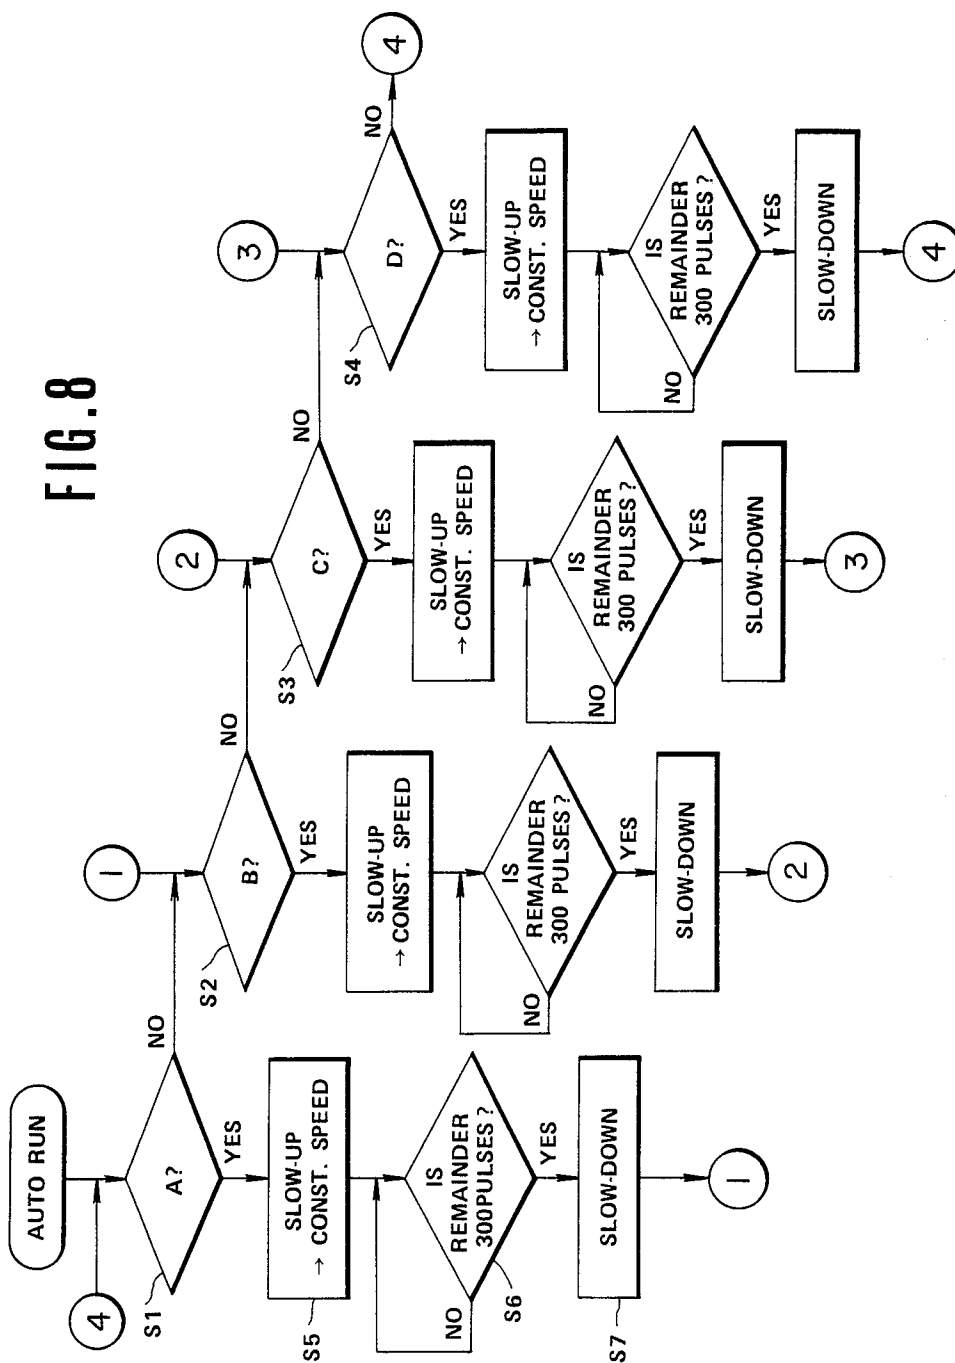 FIG.8
AUTO RUN
4
S1
A?
NO
YES
S5
SLOW-UP
→ CONST. SPEED
IS
REMAINDER
300PULSES?
NO
S6
YES
S7
SLOW-DOWN
1
1
S2
B?
NO
YES
SLOW-UP
→ CONST. SPEED
IS
REMAINDER
300 PULSES?
NO
YES
SLOW-DOWN
2
2
S3
C?
NO
YES
SLOW-UP
→ CONST. SPEED
IS
REMAINDER
300 PULSES?
NO
YES
SLOW-DOWN
3
3
S4
D?
NO
4
YES
SLOW-UP
→ CONST. SPEED
IS
REMAINDER
300 PULSES?
NO
YES
SLOW-DOWN
4